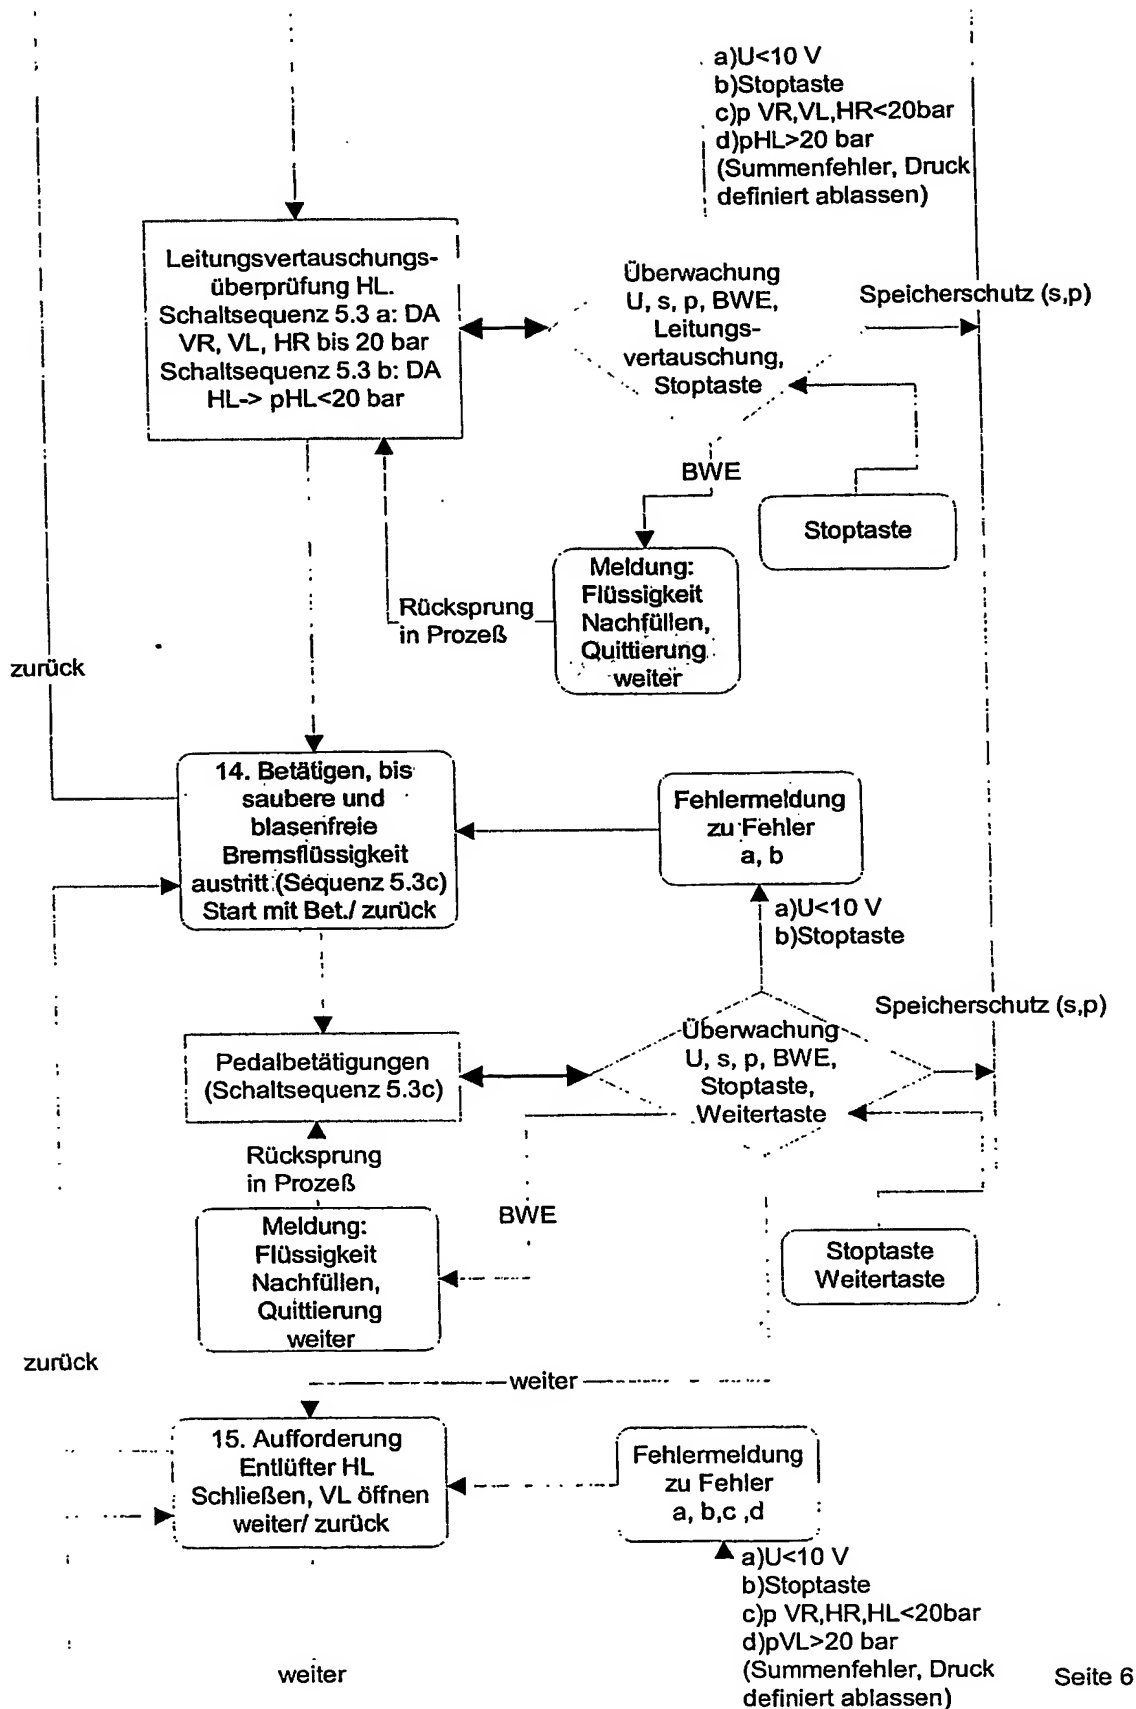 a)U<10 V
b)Stoptaste
c)p VR,VL,HR<20bar
d)pHL>20 bar
(Summenfehler, Druck
definiert ablassen)
Leitungsvertauschungs-
überprüfung HL.
Schaltsequenz 5.3 a: DA
VR, VL, HR bis 20 bar
Schaltsequenz 5.3 b: DA
HL-> pHL<20 bar
Überwachung
U, s, p, BWE,
Leitungs-
vertauschung,
Stoptaste
Speicherschutz (s,p)
BWE
Stoptaste
Meldung:
Flüssigkeit
Nachfüllen,
Quittierung
weiter
Rücksprung
in Prozeß
zurück
14. Betätigen, bis
saubere und
blasenfreie
Bremsflüssigkeit
austritt (Sequenz 5.3c)
Start mit Bet./ zurück
Fehlermeldung
zu Fehler
a, b
a)U<10 V
b)Stoptaste
Speicherschutz (s,p)
Überwachung
U, s, p, BWE,
Stoptaste,
Weitertaste
Pedalbetätigungen
(Schaltsequenz 5.3c)
Rücksprung
in Prozeß
BWE
Meldung:
Flüssigkeit
Nachfüllen,
Quittierung
weiter
Stoptaste
Weitertaste
zurück
weiter
15. Aufforderung
Entlüfter HL
Schließen, VL öffnen
weiter/ zurück
Fehlermeldung
zu Fehler
a, b,c ,d
a)U<10 V
b)Stoptaste
c)p VR,HR,HL<20bar
d)pVL>20 bar
(Summenfehler, Druck
definiert ablassen)
weiter
Seite 6